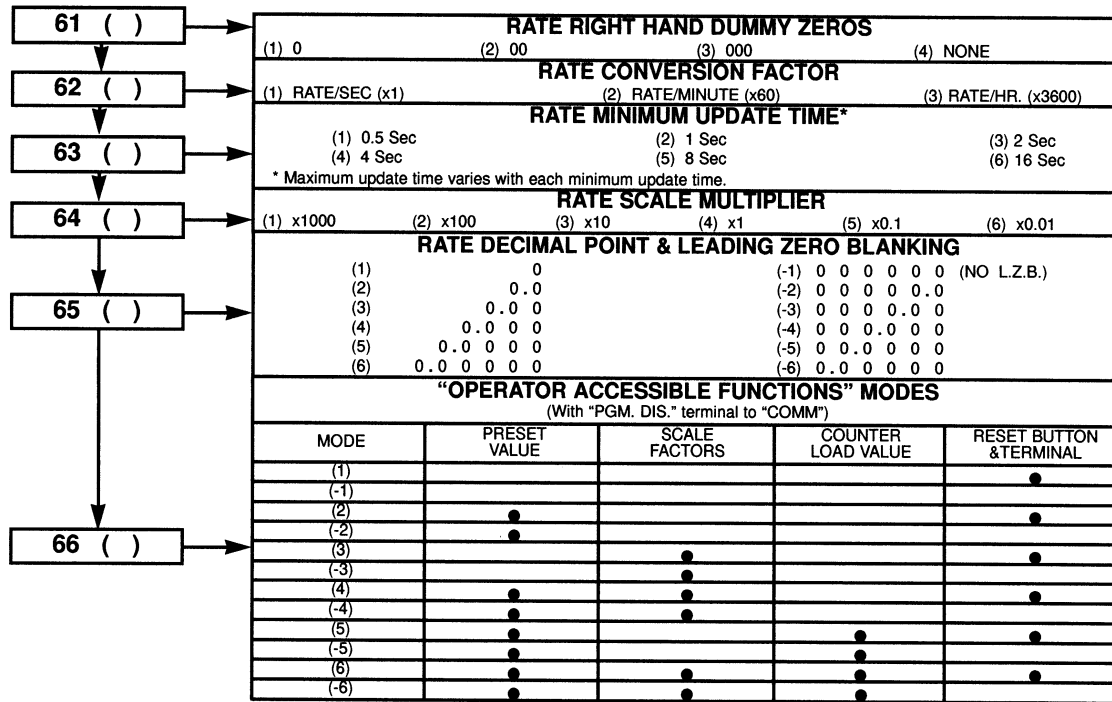 61 ( )
RATE RIGHT HAND DUMMY ZEROS
(1) 0 (2) 00 (3) 000 (4) NONE
62 ( )
RATE CONVERSION FACTOR
(1) RATE/SEC (x1) (2) RATE/MINUTE (x60) (3) RATE/HR. (x3600)
63 ( )
RATE MINIMUM UPDATE TIME*
(1) 0.5 Sec (2) 1 Sec (3) 2 Sec
(4) 4 Sec (5) 8 Sec (6) 16 Sec
* Maximum update time varies with each minimum update time.
64 ( )
RATE SCALE MULTIPLIER
(1) x1000 (2) x100 (3) x10 (4) x1 (5) x0.1 (6) x0.01
65 ( )
RATE DECIMAL POINT & LEADING ZERO BLANKING
(1) 0 (-1) 0 0 0 0 0 0 (NO L.Z.B.)
(2) 0.0 (-2) 0 0 0 0 0.0
(3) 0.0 0 (-3) 0 0 0 0.0 0
(4) 0.0 0 0 (-4) 0 0 0.0 0 0
(5) 0.0 0 0 0 (-5) 0 0.0 0 0 0
(6) 0.0 0 0 0 0 (-6) 0.0 0 0 0 0
66 ( )
“OPERATOR ACCESSIBLE FUNCTIONS” MODES
(With “PGM. DIS.” terminal to “COMM”)
MODE PRESET VALUE SCALE FACTORS COUNTER LOAD VALUE RESET BUTTON &TERMINAL
(1) ●
(-1)
(2) ● ●
(-2) ●
(3) ● ●
(-3) ●
(4) ● ● ●
(-4) ● ●
(5) ● ● ●
(-5) ● ●
(6) ● ● ● ●
(-6) ● ● ●